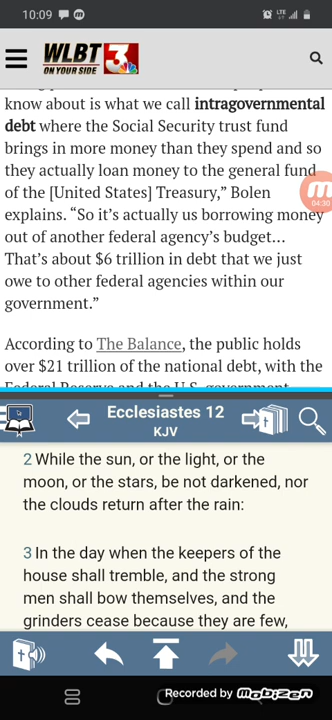 10:09
LTE
WLBT 3
ON YOUR SIDE
know about is what we call intragovernmental
debt where the Social Security trust fund
brings in more money than they spend and so
they actually loan money to the general fund
of the [United States] Treasury,” Bolen
explains. “So it’s actually us borrowing money
out of another federal agency’s budget…
That’s about $6 trillion in debt that we just
owe to other federal agencies within our
government.”
04:30
According to The Balance, the public holds
over $21 trillion of the national debt, with the
Federal Reserve and the U.S. government
Ecclesiastes 12
KJV
2 While the sun, or the light, or the
moon, or the stars, be not darkened, nor
the clouds return after the rain:
3 In the day when the keepers of the
house shall tremble, and the strong
men shall bow themselves, and the
grinders cease because they are few,
Recorded by Mobizen